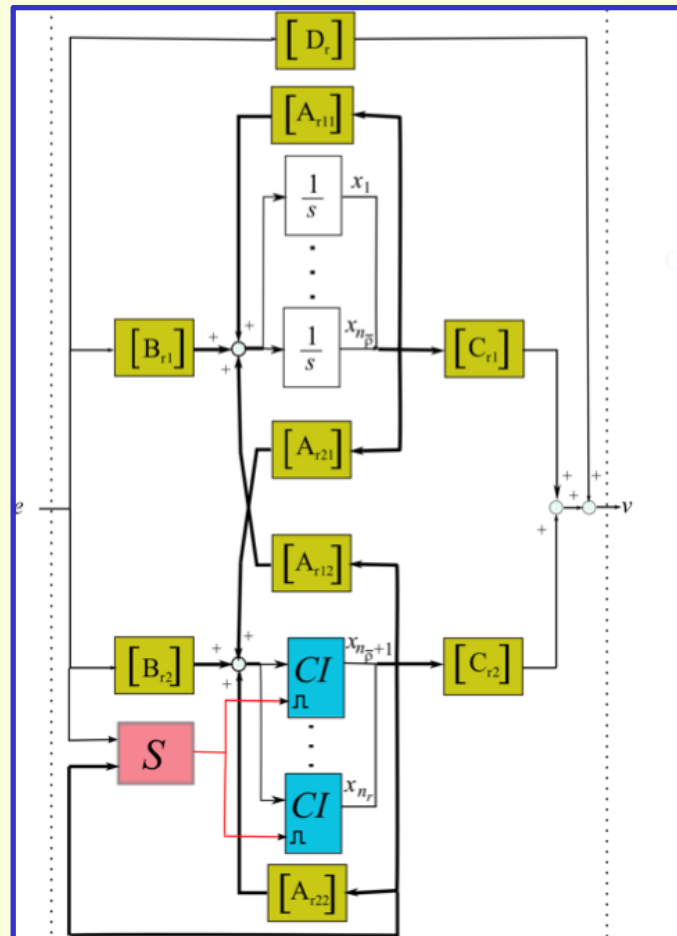 [ Dr ]
[Ar11]
1/s
x1
1/s
xnρ̅
[Br1]
+
+
+
[Cr1]
[Ar21]
e
+
+
+
+
v
[Ar12]
[Br2]
+
+
+
CI
xnρ̅+1
[Cr2]
S
CI
xnr
[Ar22]